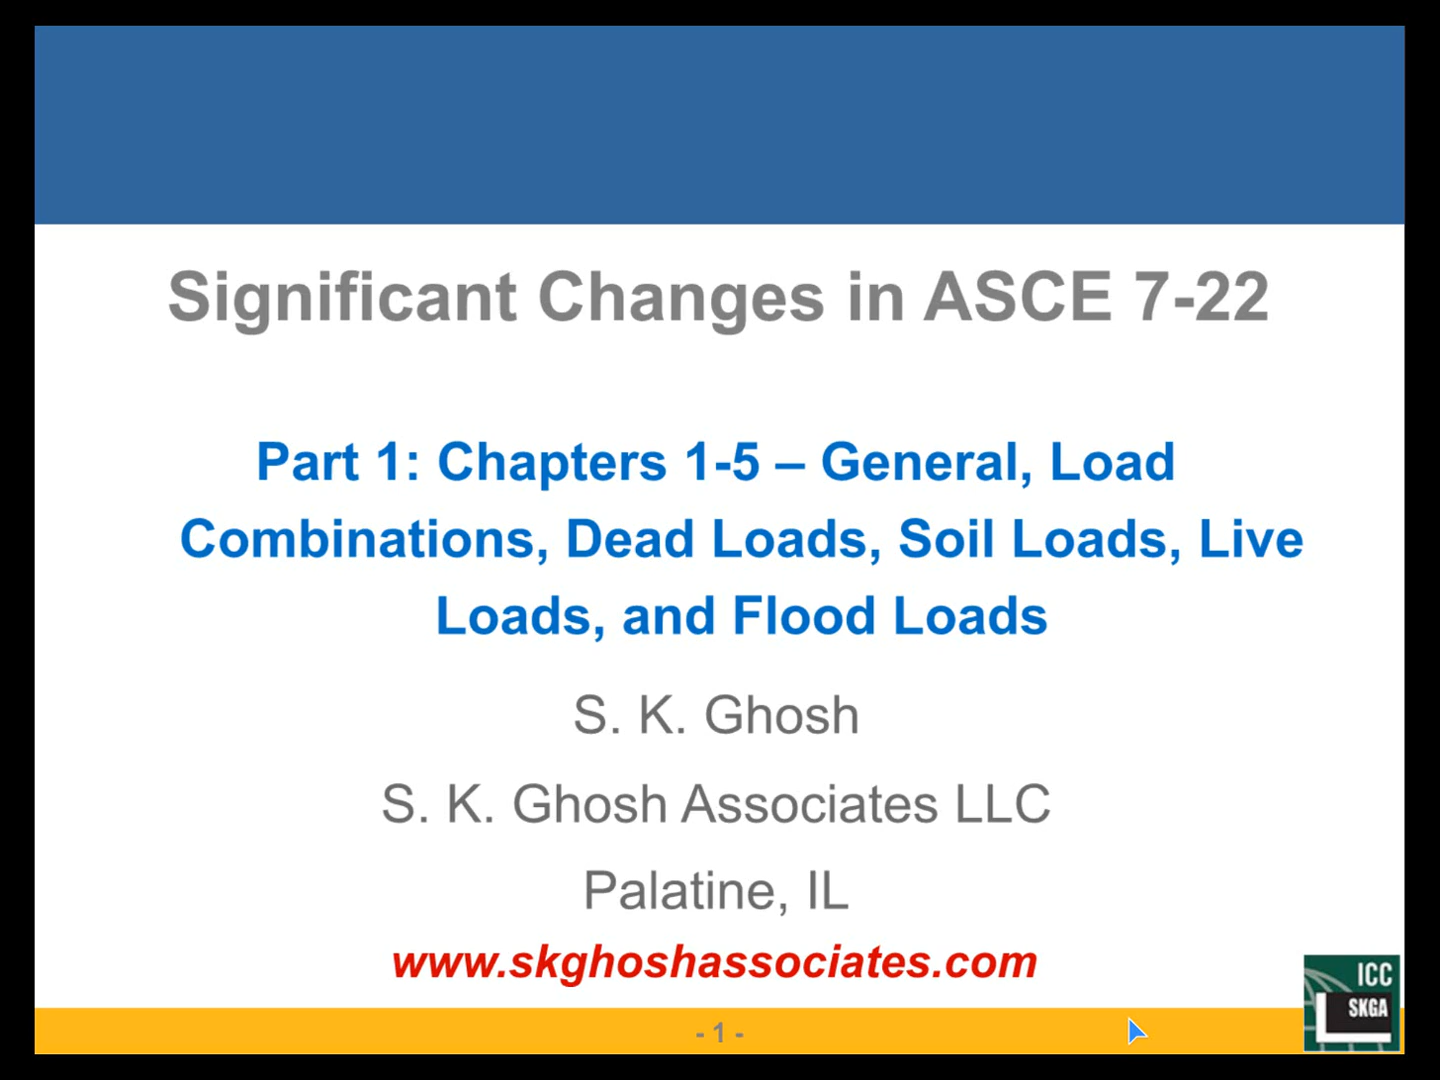 Significant Changes in ASCE 7-22
Part 1: Chapters 1-5 – General, Load
Combinations, Dead Loads, Soil Loads, Live
Loads, and Flood Loads
S. K. Ghosh
S. K. Ghosh Associates LLC
Palatine, IL
www.skghoshassociates.com
- 1 -
ICC
SKGA